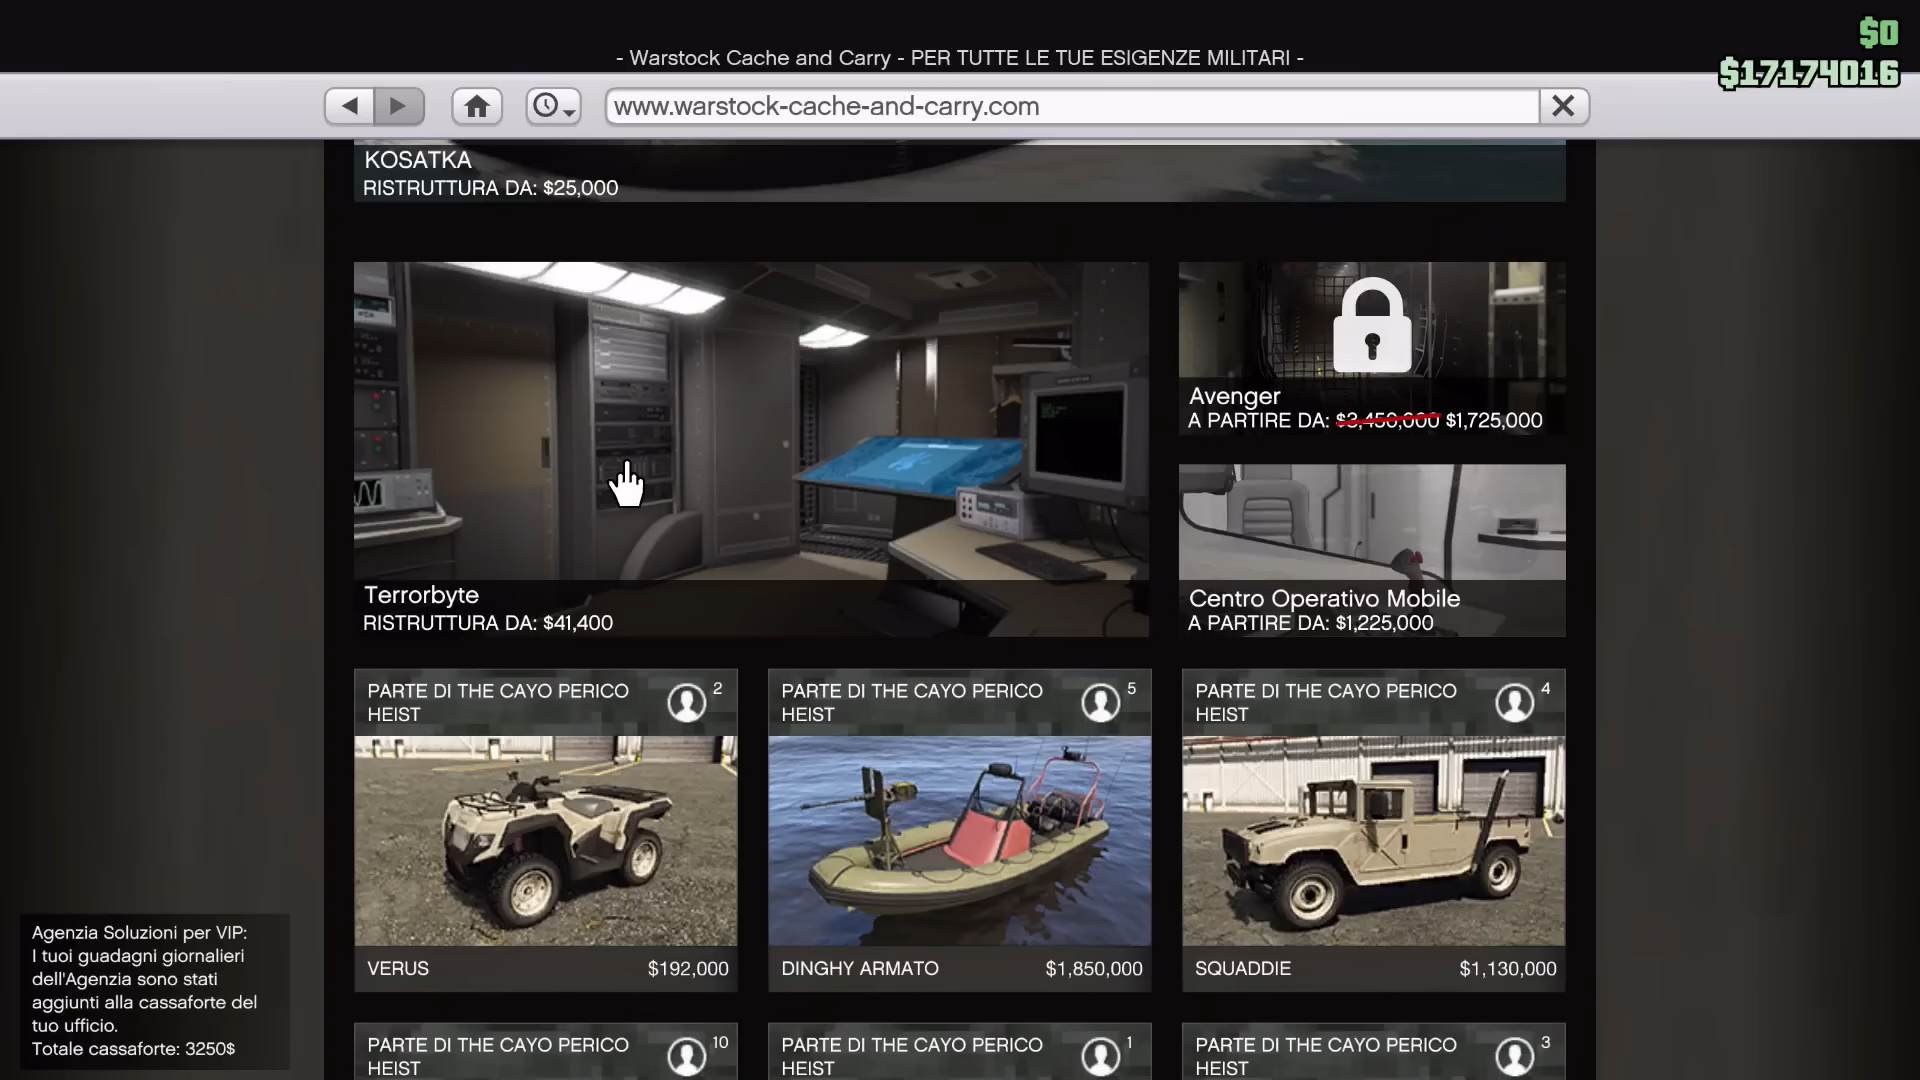 $0
$17174016
- Warstock Cache and Carry - PER TUTTE LE TUE ESIGENZE MILITARI -
www.warstock-cache-and-carry.com
KOSATKA
RISTRUTTURA DA: $25,000
Avenger
A PARTIRE DA: $3,450,000 $1,725,000
Terrorbyte
RISTRUTTURA DA: $41,400
Centro Operativo Mobile
A PARTIRE DA: $1,225,000
PARTE DI THE CAYO PERICO
HEIST
2
VERUS
$192,000
PARTE DI THE CAYO PERICO
HEIST
5
DINGHY ARMATO
$1,850,000
PARTE DI THE CAYO PERICO
HEIST
4
SQUADDIE
$1,130,000
PARTE DI THE CAYO PERICO
HEIST
10
PARTE DI THE CAYO PERICO
HEIST
1
PARTE DI THE CAYO PERICO
HEIST
3
Agenzia Soluzioni per VIP:
I tuoi guadagni giornalieri
dell'Agenzia sono stati
aggiunti alla cassaforte del
tuo ufficio.
Totale cassaforte: 3250$